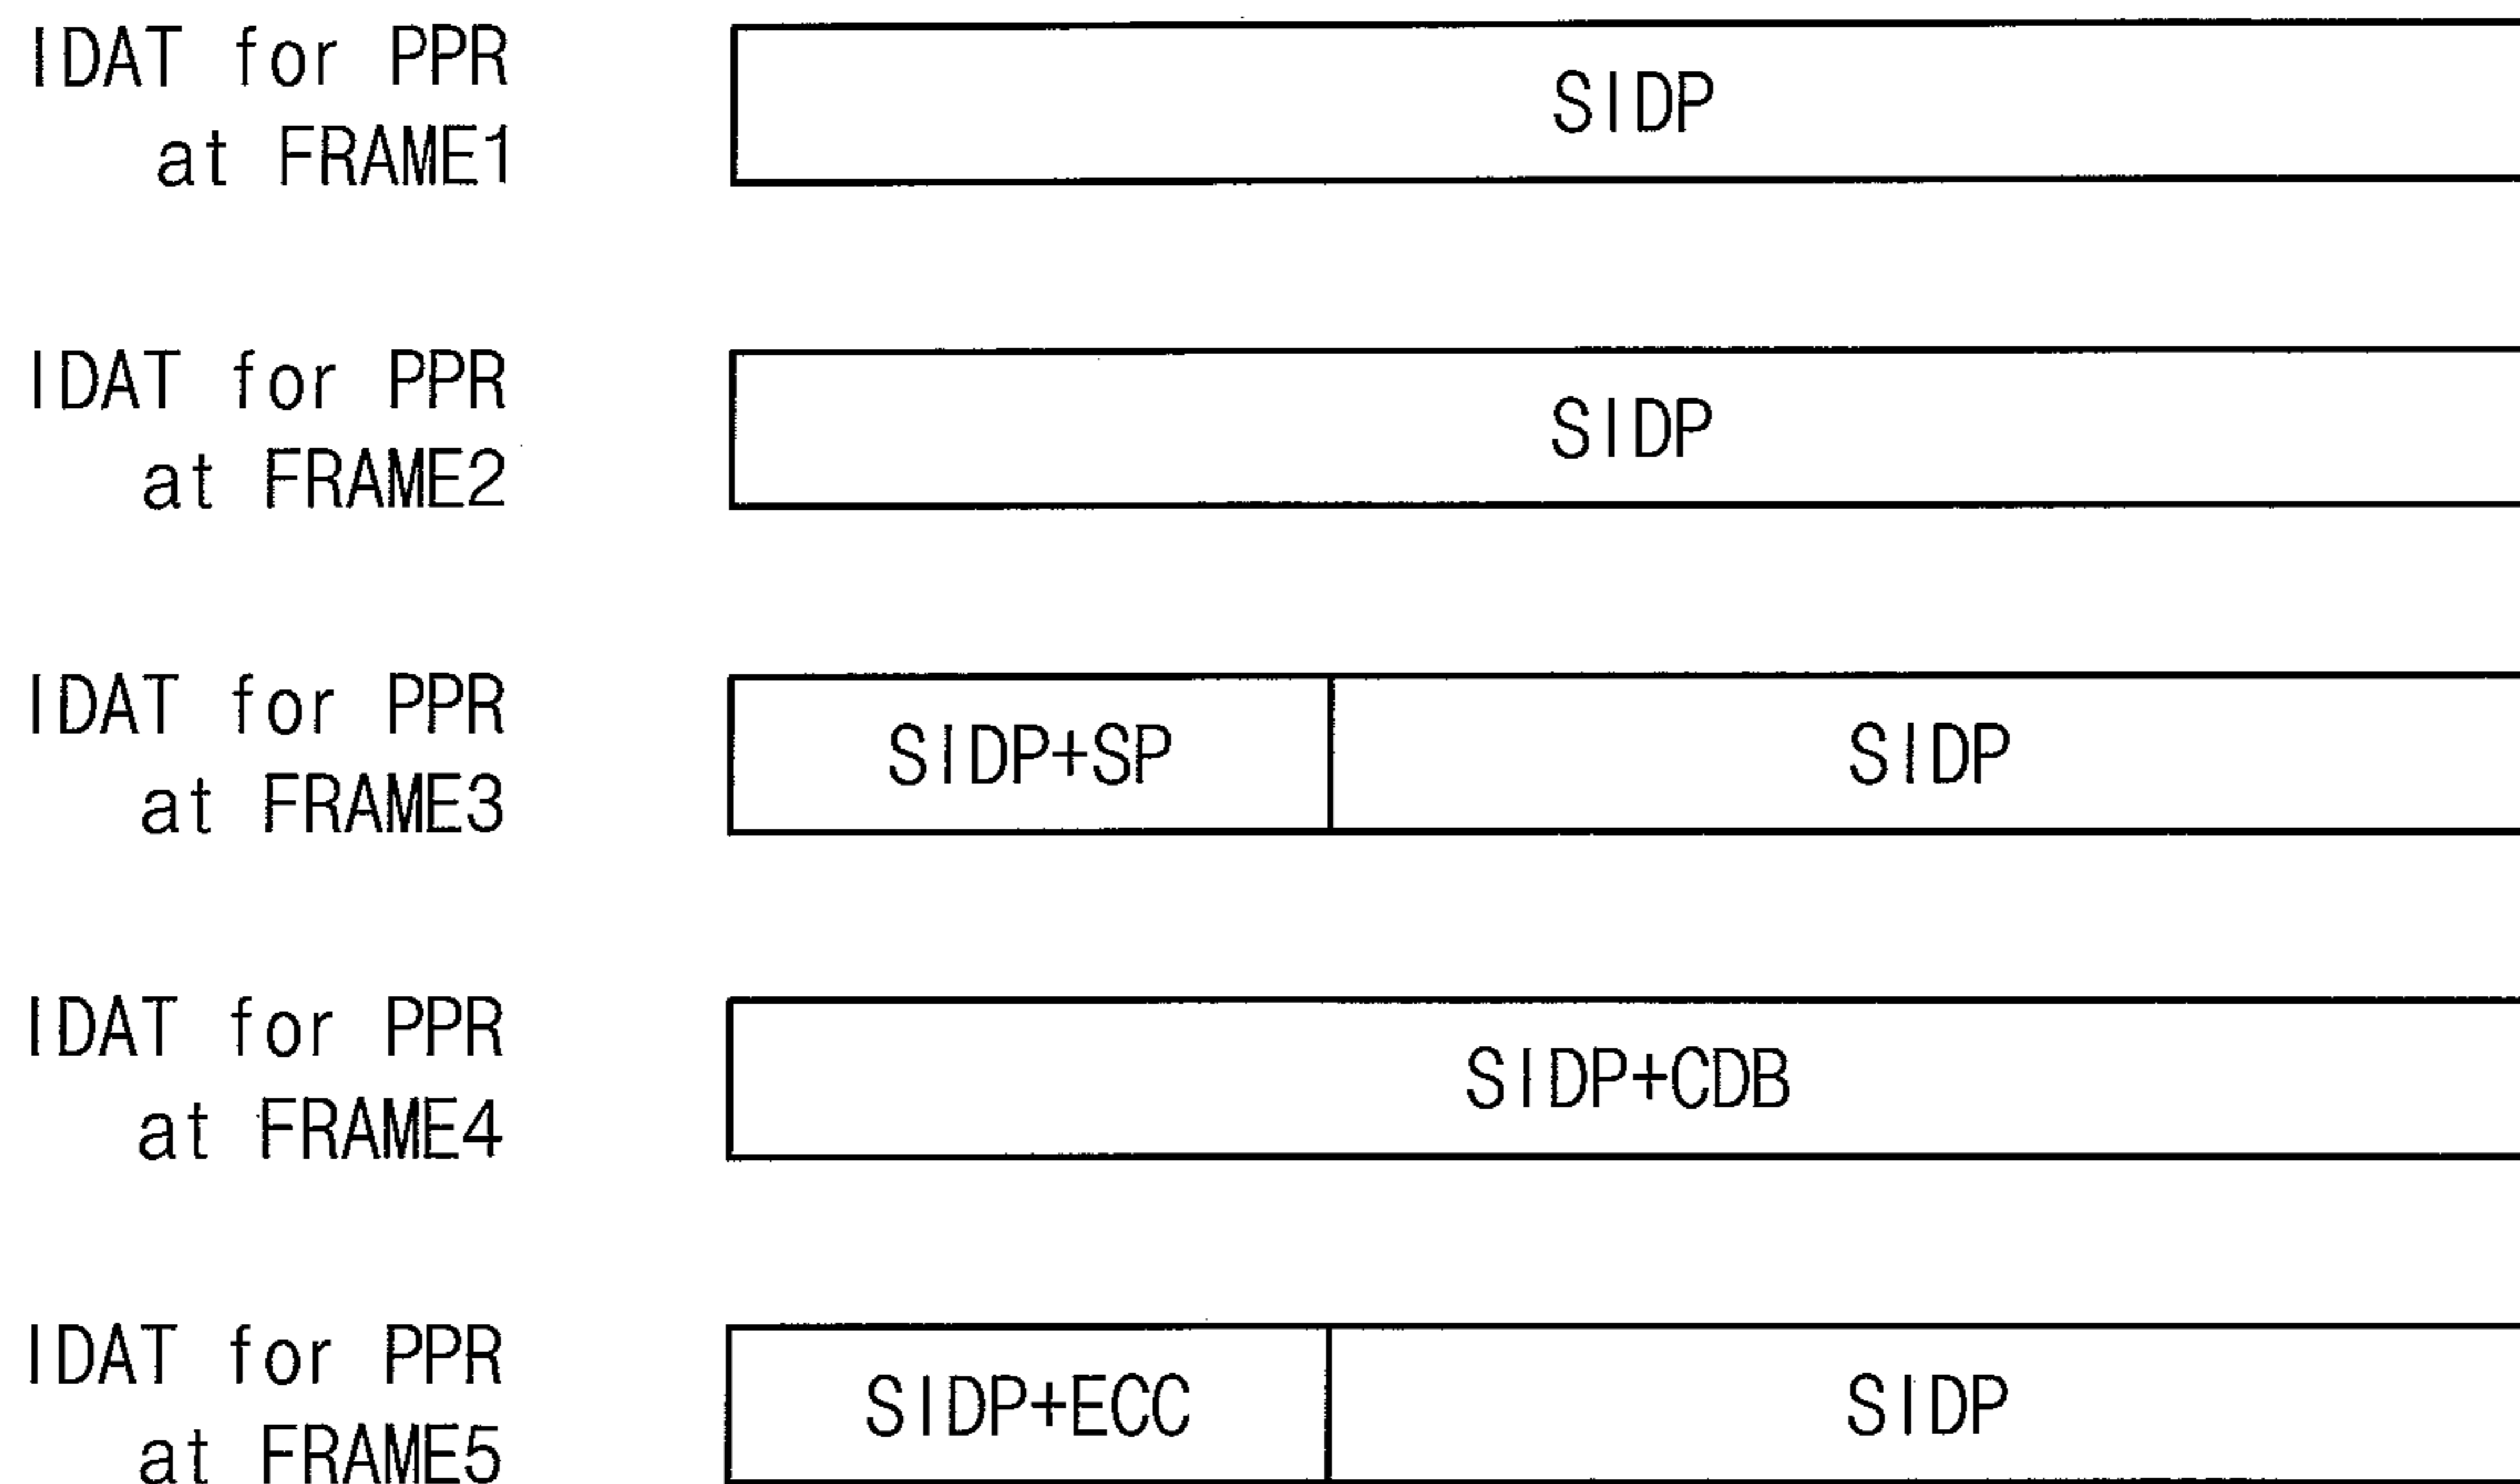 IDAT for PPR
at FRAME1
SIDP
IDAT for PPR
at FRAME2
SIDP
IDAT for PPR
at FRAME3
SIDP+SP
SIDP
IDAT for PPR
at FRAME4
SIDP+CDB
IDAT for PPR
at FRAME5
SIDP+ECC
SIDP